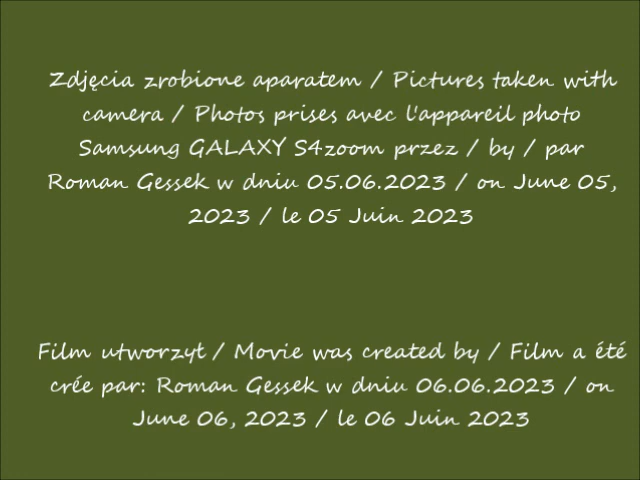 Zdjęcia zrobione aparatem / Pictures taken with
camera / Photos prises avec l'appareil photo
Samsung GALAXY S4zoom przez / by / par
Roman Gessek w dniu 05.06.2023 / on June 05,
2023 / le 05 Juin 2023
Film utworzył / Movie was created by / Film a été
crée par: Roman Gessek w dniu 06.06.2023 / on
June 06, 2023 / le 06 Juin 2023